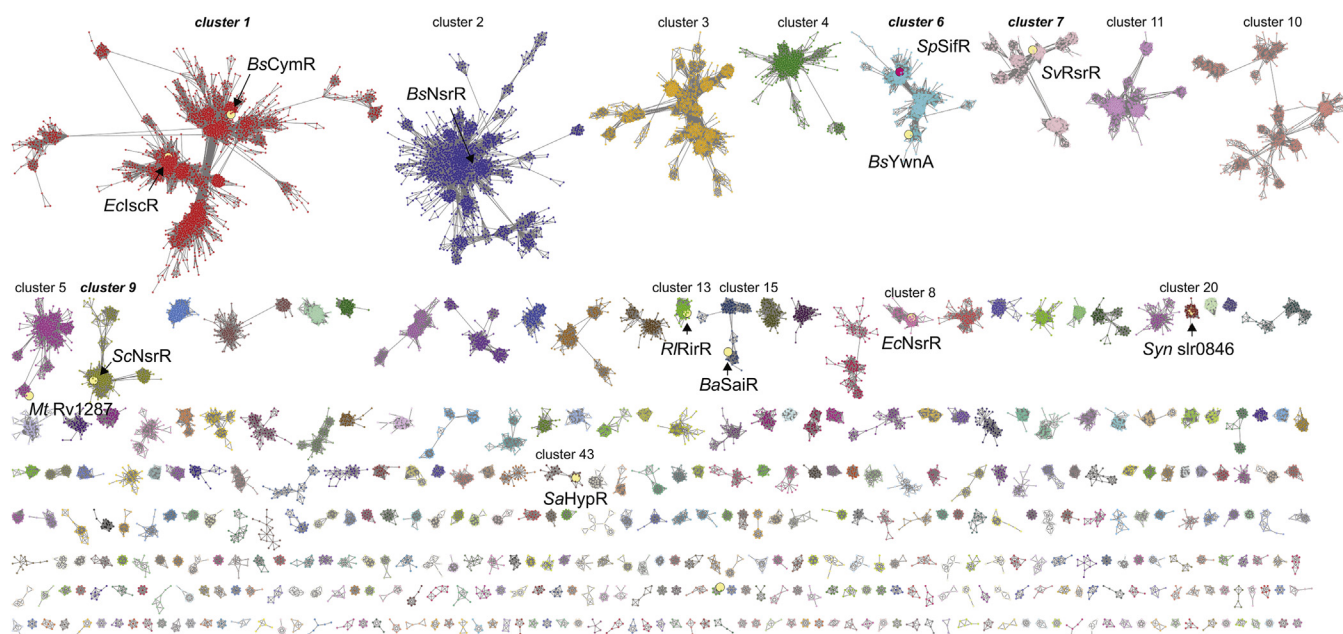 cluster 1
cluster 2
cluster 3
cluster 4
cluster 6
cluster 7
cluster 11
cluster 10
BsCymR
SpSifR
SvRsrR
BsNsrR
BsYwnA
EcIscR
cluster 5
cluster 9
cluster 13
cluster 15
cluster 8
cluster 20
ScNsrR
RlRirR
EcNsrR
Syn slr0846
BaSaiR
Mt Rv1287
cluster 43
SaHypR